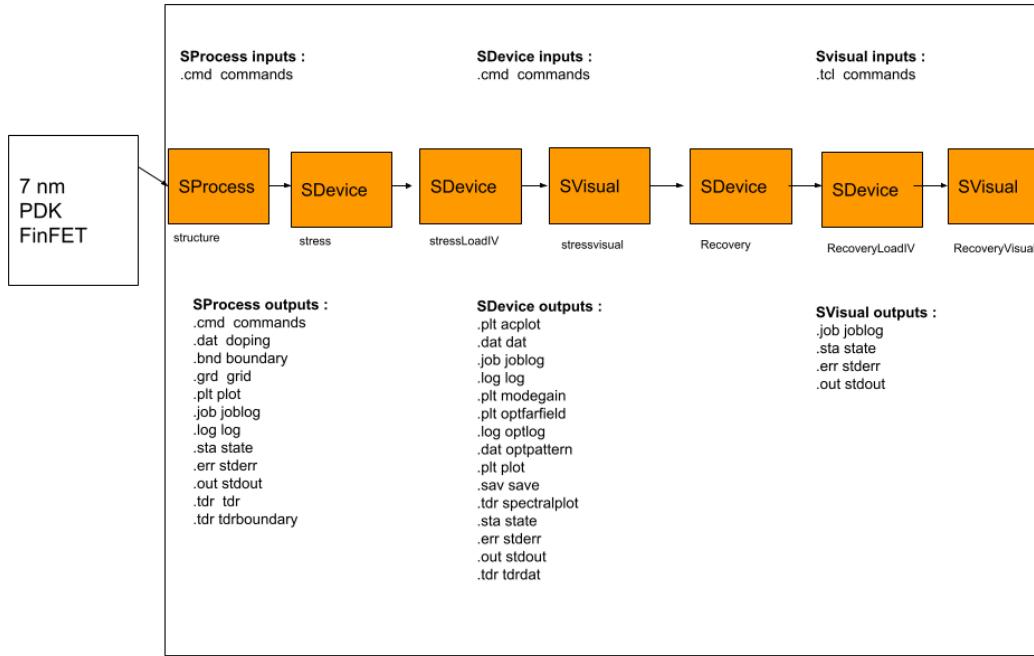 SProcess inputs :
.cmd  commands
SDevice inputs :
.cmd  commands
Svisual inputs :
.tcl  commands
7 nm
PDK
FinFET
SProcess
SDevice
SDevice
SVisual
SDevice
SDevice
SVisual
structure
stress
stressLoadIV
stressvisual
Recovery
RecoveryLoadIV
RecoveryVisual
SProcess outputs :
.cmd  commands
.dat  doping
.bnd boundary
.grd  grid
.plt plot
.job joblog
.log log
.sta state
.err stderr
.out stdout
.tdr  tdr
.tdr tdrboundary
SDevice outputs :
.plt acplot
.dat dat
.job joblog
.log log
.plt modegain
.plt optfarfield
.log optlog
.dat optpattern
.plt plot
.sav save
.tdr spectralplot
.sta state
.err stderr
.out stdout
.tdr tdrdat
SVisual outputs :
.job joblog
.sta state
.err stderr
.out stdout